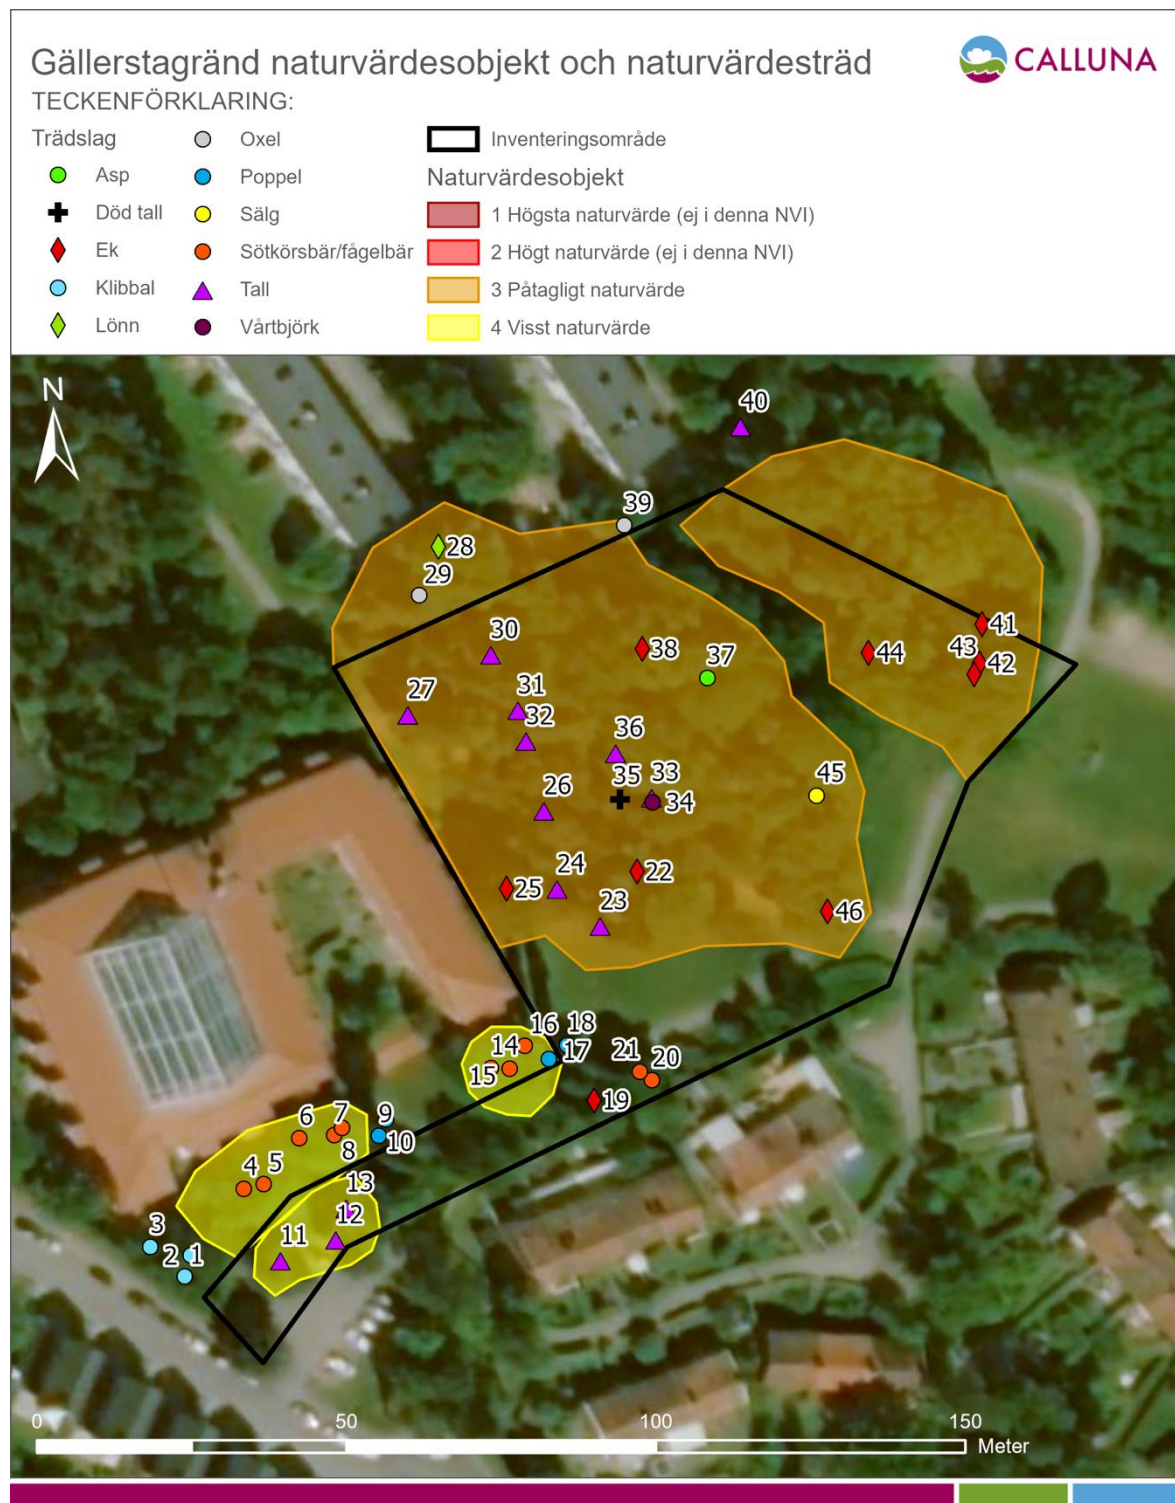 Gällerstagränd naturvärdesobjekt och naturvärdesträd
CALLUNA
TECKENFÖRKLARING:
Trädslag
Asp
Död tall
Ek
Klibbal
Lönn
Oxel
Poppel
Sälg
Sötkörsbär/fågelbär
Tall
Vårtbjörk
Inventeringsområde
Naturvärdesobjekt
1 Högsta naturvärde (ej i denna NVI)
2 Högt naturvärde (ej i denna NVI)
3 Påtagligt naturvärde
4 Visst naturvärde
N
40
39
28
29
30
38
37
41
43
42
44
27
31
32
36
35
33
34
45
26
25
24
22
23
46
16
18
14
17
15
21
20
19
6
7
9
8
10
4
5
13
12
11
3
2
1
0
50
100
150
Meter